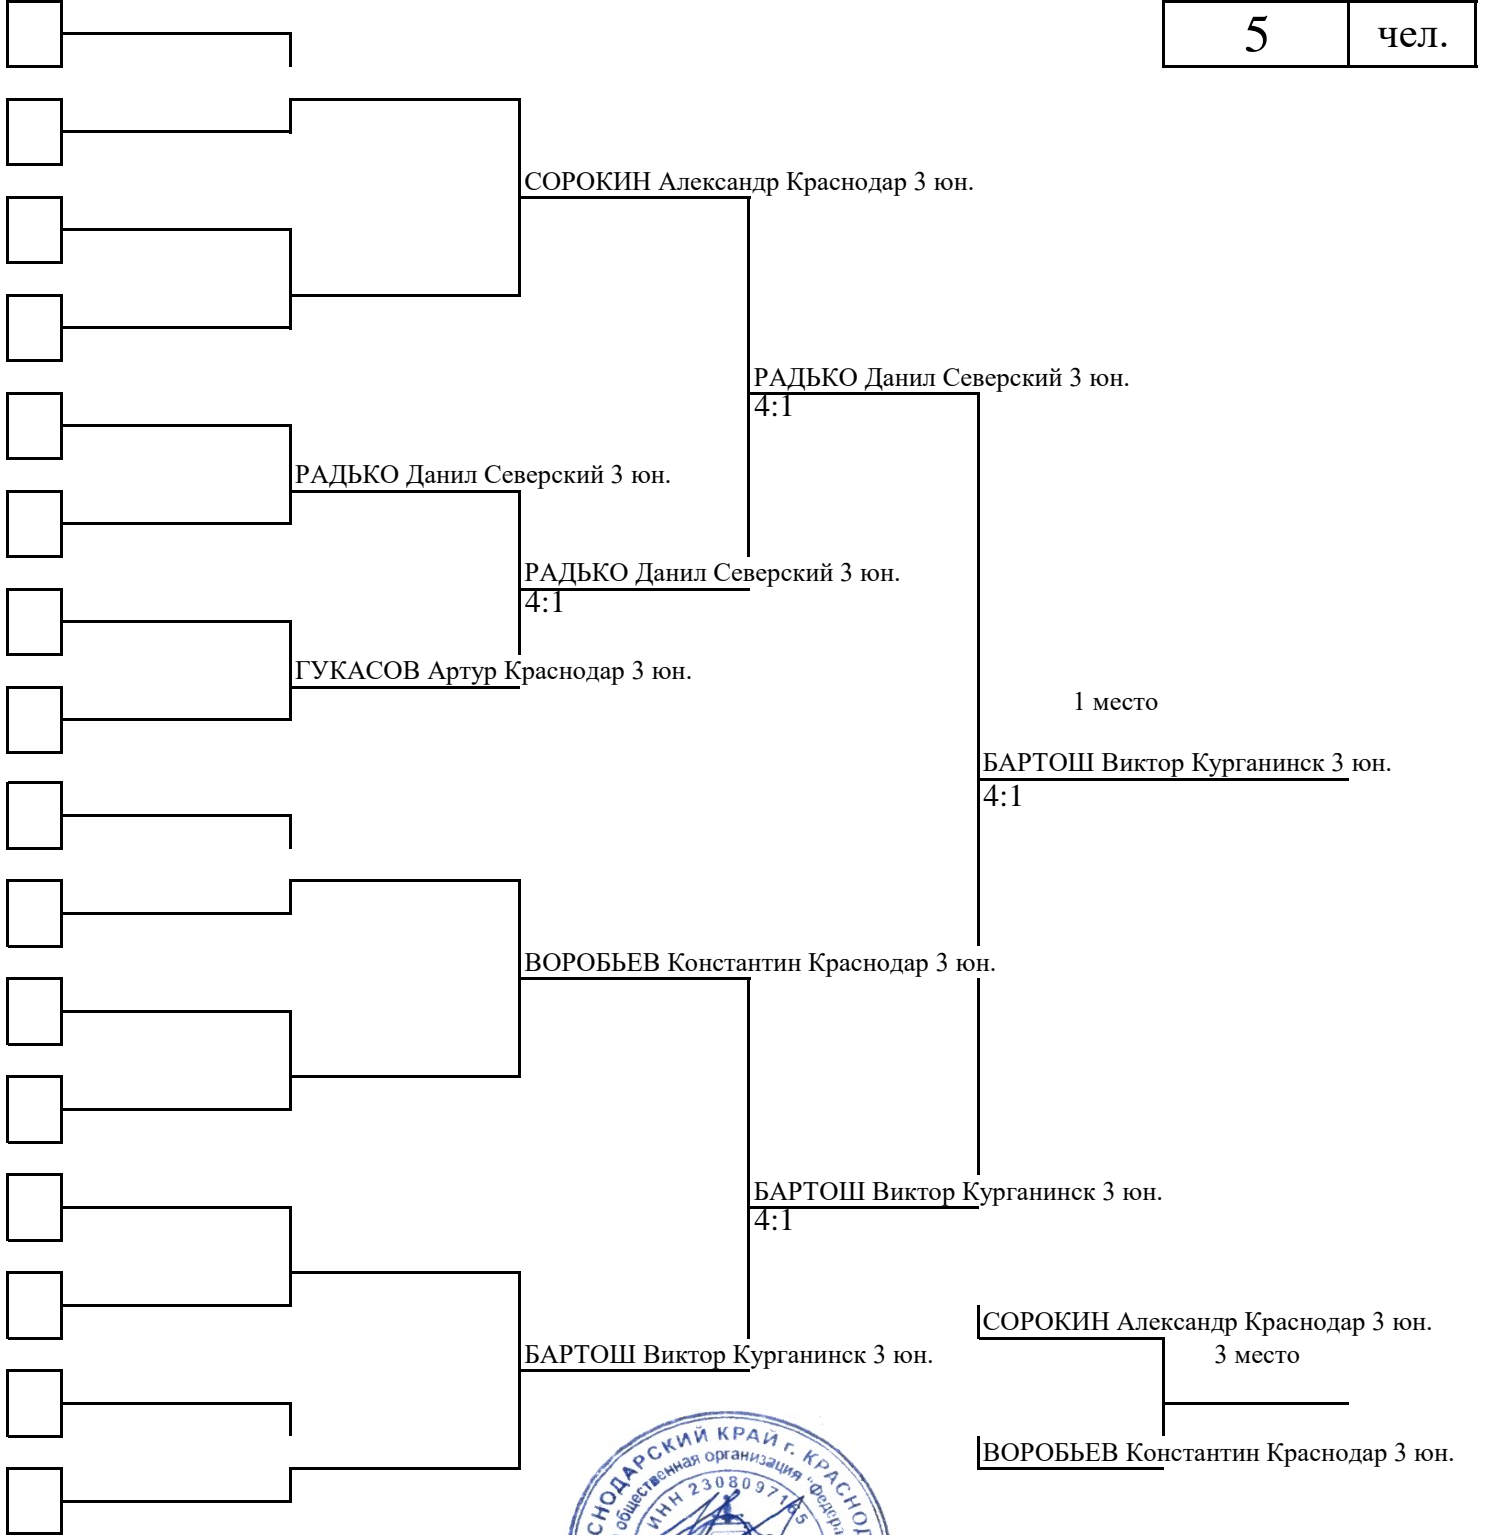 5 чел.
СОРОКИН Александр Краснодар 3 юн.
РАДЬКО Данил Северский 3 юн.
4:1
РАДЬКО Данил Северский 3 юн.
РАДЬКО Данил Северский 3 юн.
4:1
ГУКАСОВ Артур Краснодар 3 юн.
1 место
БАРТОШ Виктор Курганинск 3 юн.
4:1
ВОРОБЬЕВ Константин Краснодар 3 юн.
БАРТОШ Виктор Курганинск 3 юн.
4:1
СОРОКИН Александр Краснодар 3 юн.
БАРТОШ Виктор Курганинск 3 юн.
3 место
ВОРОБЬЕВ Константин Краснодар 3 юн.
СНОДАРСКИЙ КРАЙ г. КРАСНОД
общественная организация "Федера
ИНН 2308097165